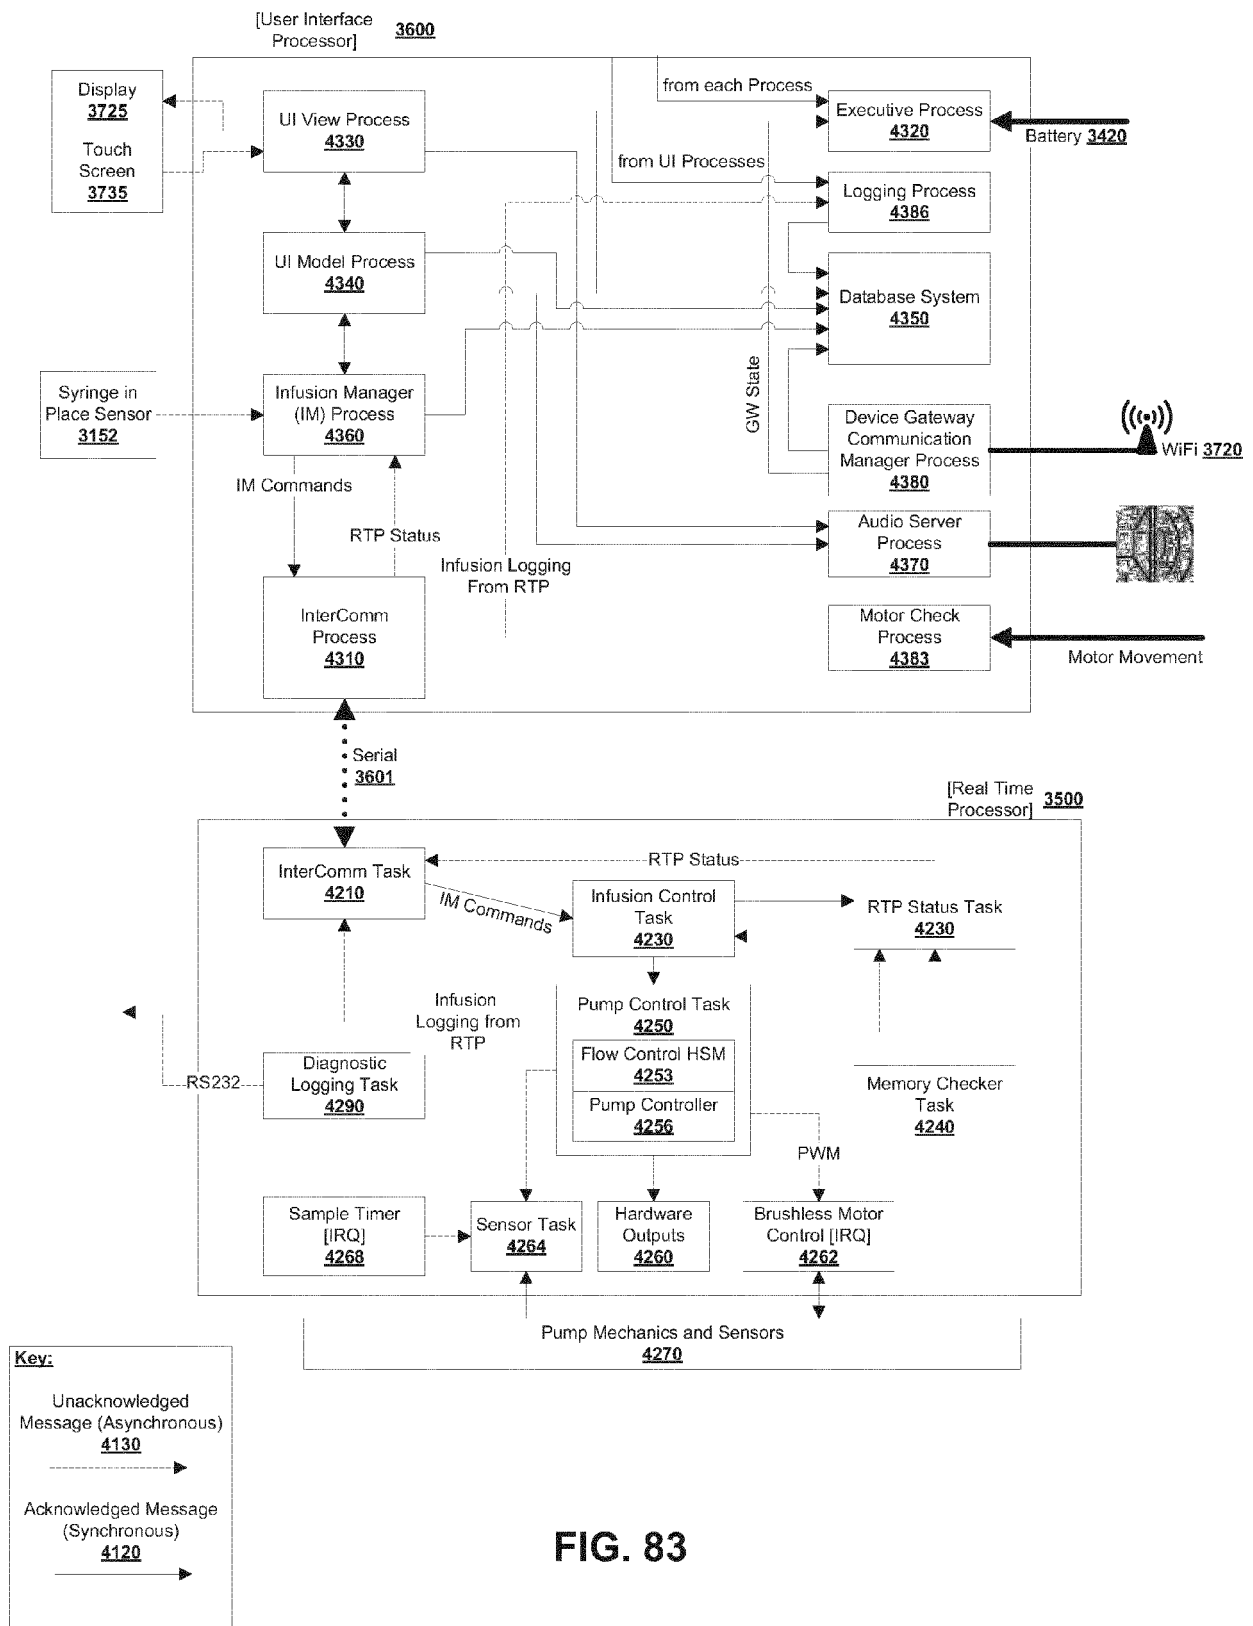 [User Interface
Processor]
3600
Display
3725
Touch
Screen
3735
UI View Process
4330
from each Process
Executive Process
4320
Battery 3420
from UI Processes
Logging Process
4386
UI Model Process
4340
Database System
4350
Syringe in
Place Sensor
3152
Infusion Manager
(IM) Process
4360
GW State
Device Gateway
Communication
Manager Process
4380
WiFi 3720
IM Commands
RTP Status
Infusion Logging
From RTP
Audio Server
Process
4370
InterComm
Process
4310
Motor Check
Process
4383
Motor Movement
Serial
3601
[Real Time
Processor]
3500
InterComm Task
4210
RTP Status
IM Commands
Infusion Control
Task
4230
RTP Status Task
4230
Infusion
Logging from
RTP
Pump Control Task
4250
Flow Control HSM
4253
Pump Controller
4256
RS232
Diagnostic
Logging Task
4290
Memory Checker
Task
4240
PWM
Sample Timer
[IRQ]
4268
Sensor Task
4264
Hardware
Outputs
4260
Brushless Motor
Control [IRQ]
4262
Pump Mechanics and Sensors
4270
Key:
Unacknowledged
Message (Asynchronous)
4130
Acknowledged Message
(Synchronous)
4120
FIG. 83